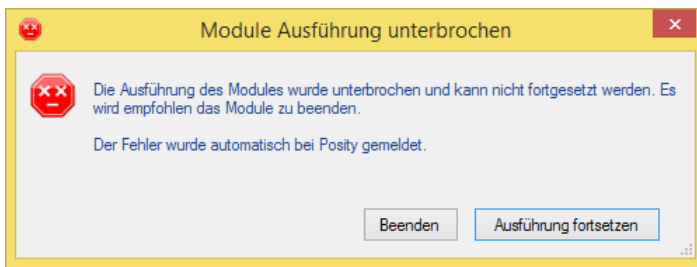 Module Ausführung unterbrochen
Die Ausführung des Modules wurde unterbrochen und kann nicht fortgesetzt werden. Es
wird empfohlen das Module zu beenden.
Der Fehler wurde automatisch bei Posity gemeldet.
Beenden
Ausführung fortsetzen